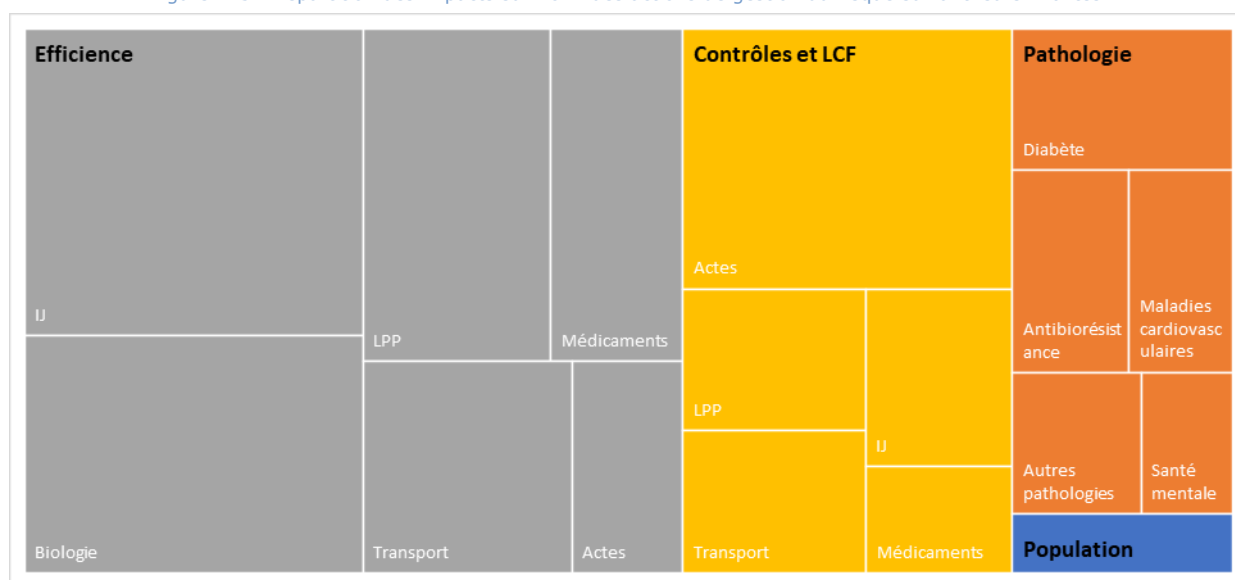 Efficience
IJ
Biologie
LPP
Médicaments
Transport
Actes
Contrôles et LCF
Actes
LPP
IJ
Transport
Médicaments
Pathologie
Diabète
Antibiorésist
ance
Maladies
cardiovasc
ulaires
Autres
pathologies
Santé
mentale
Population